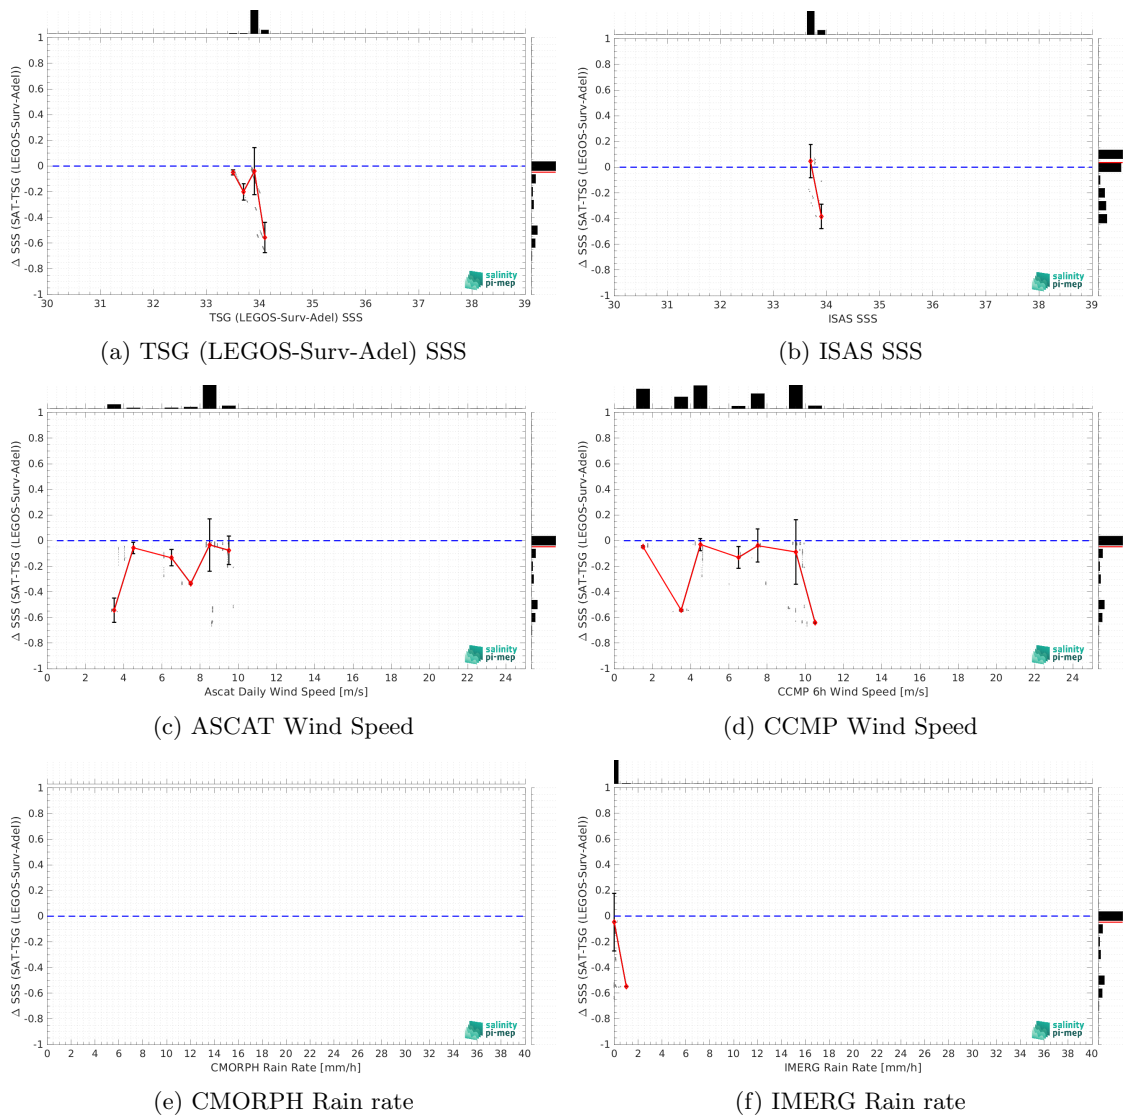 1
0.8
0.6
0.4
0.2
0
-0.2
-0.4
-0.6
-0.8
-1
Δ SSS (SAT-TSG (LEGOS-Surv-Adel))
30 31 32 33 34 35 36 37 38 39
TSG (LEGOS-Surv-Adel) SSS
salinity
pi-mep
(a) TSG (LEGOS-Surv-Adel) SSS
1
0.8
0.6
0.4
0.2
0
-0.2
-0.4
-0.6
-0.8
-1
Δ SSS (SAT-TSG (LEGOS-Surv-Adel))
30 31 32 33 34 35 36 37 38 39
ISAS SSS
salinity
pi-mep
(b) ISAS SSS
1
0.8
0.6
0.4
0.2
0
-0.2
-0.4
-0.6
-0.8
-1
Δ SSS (SAT-TSG (LEGOS-Surv-Adel))
0 2 4 6 8 10 12 14 16 18 20 22 24
Ascat Daily Wind Speed [m/s]
salinity
pi-mep
(c) ASCAT Wind Speed
1
0.8
0.6
0.4
0.2
0
-0.2
-0.4
-0.6
-0.8
-1
Δ SSS (SAT-TSG (LEGOS-Surv-Adel))
0 2 4 6 8 10 12 14 16 18 20 22 24
CCMP 6h Wind Speed [m/s]
salinity
pi-mep
(d) CCMP Wind Speed
1
0.8
0.6
0.4
0.2
0
-0.2
-0.4
-0.6
-0.8
-1
Δ SSS (SAT-TSG (LEGOS-Surv-Adel))
0 2 4 6 8 10 12 14 16 18 20 22 24 26 28 30 32 34 36 38 40
CMORPH Rain Rate [mm/h]
salinity
pi-mep
(e) CMORPH Rain rate
1
0.8
0.6
0.4
0.2
0
-0.2
-0.4
-0.6
-0.8
-1
Δ SSS (SAT-TSG (LEGOS-Surv-Adel))
0 2 4 6 8 10 12 14 16 18 20 22 24 26 28 30 32 34 36 38 40
IMERG Rain Rate [mm/h]
salinity
pi-mep
(f) IMERG Rain rate